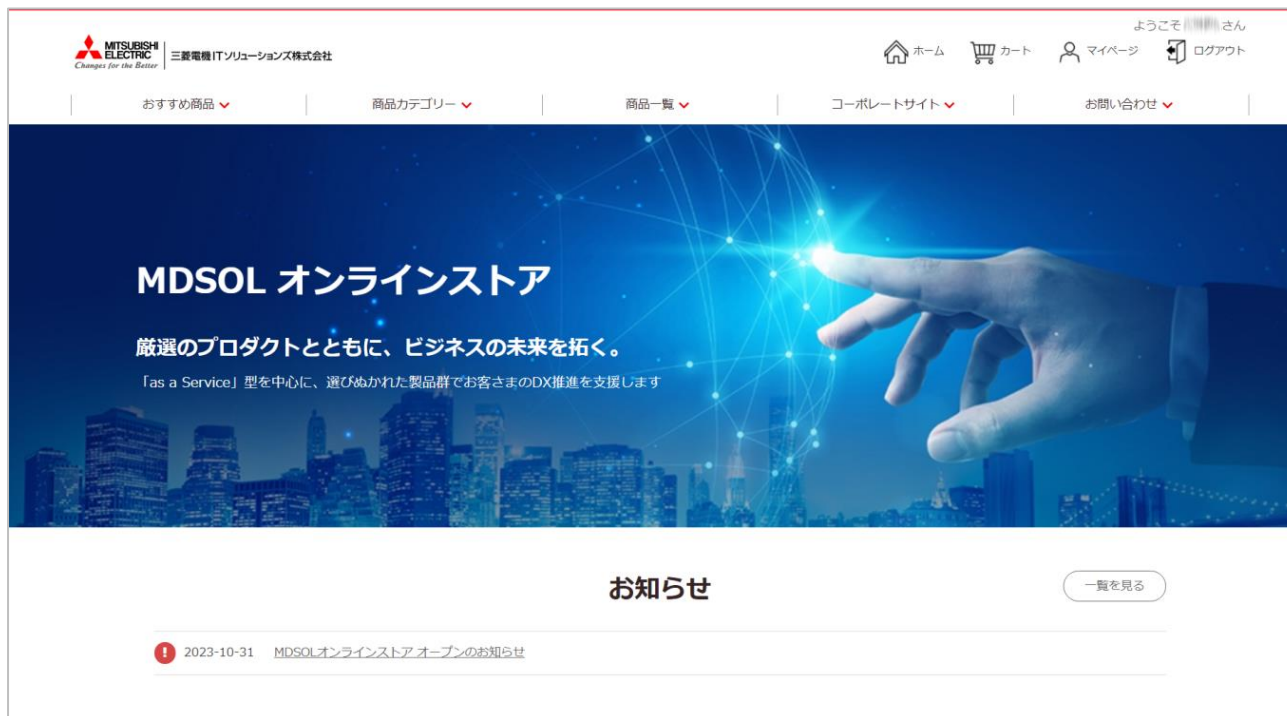 ようこそ さん
MITSUBISHI
ELECTRIC
Changes for the Better
三菱電機ITソリューションズ株式会社
ホーム カート マイページ ログアウト
おすすめ商品 商品カテゴリー 商品一覧 コーポレートサイト お問い合わせ
MDSOL オンラインストア
厳選のプロダクトとともに、ビジネスの未来を拓く。
「as a Service」型を中心に、選びぬかれた製品群でお客さまのDX推進を支援します
お知らせ
一覧を見る
2023-10-31 MDSOLオンラインストア オープンのお知らせ